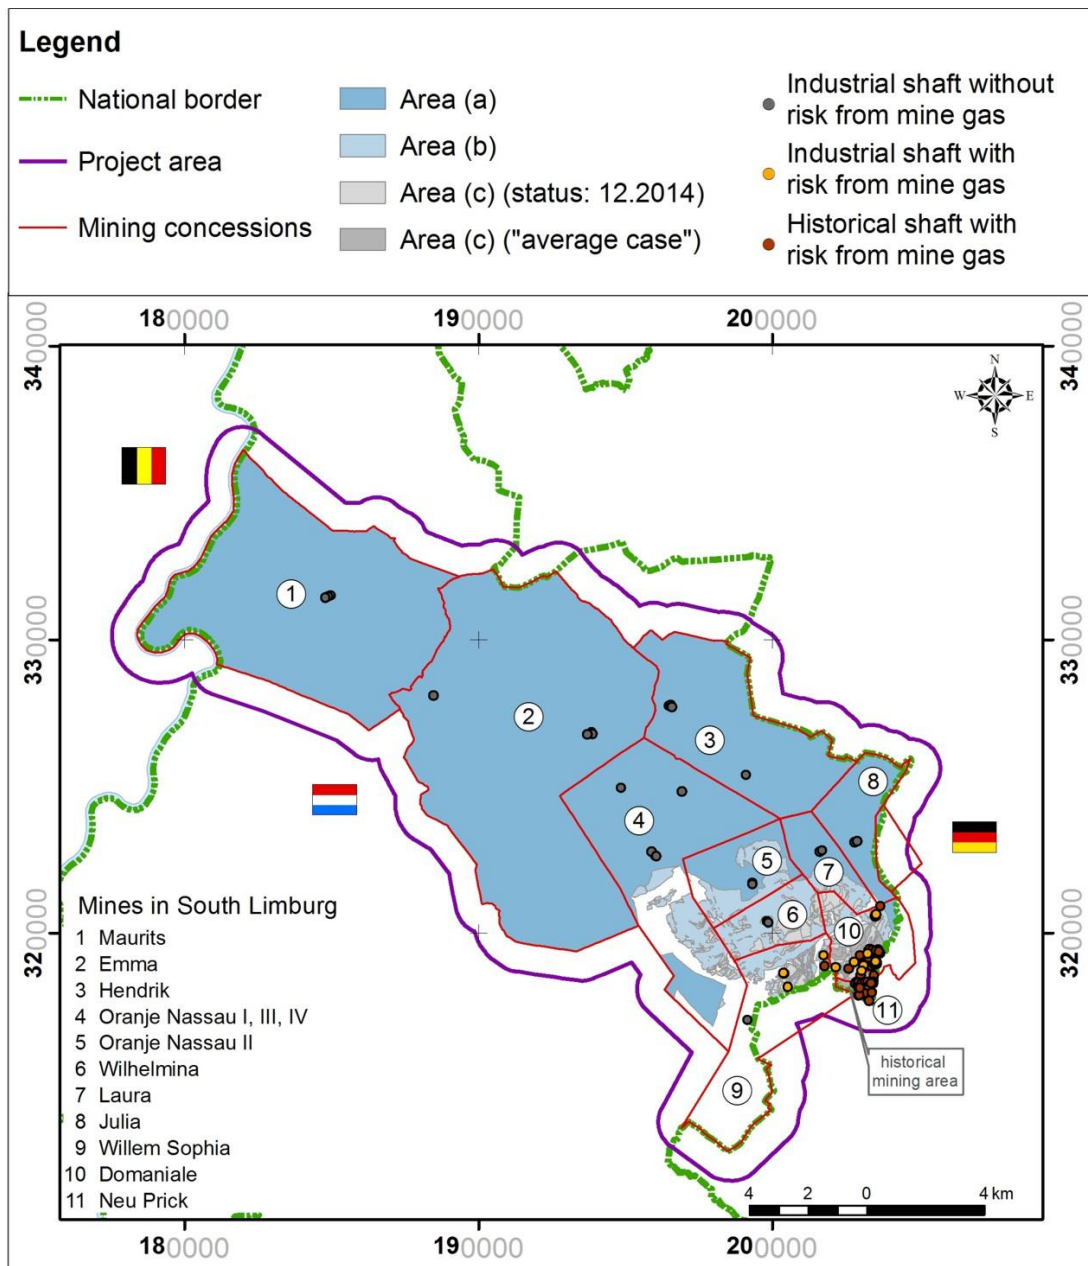 Legend
National border
Project area
Mining concessions
Area (a)
Area (b)
Area (c) (status: 12.2014)
Area (c) ("average case")
Industrial shaft without
risk from mine gas
Industrial shaft with
risk from mine gas
Historical shaft with
risk from mine gas
180000
190000
200000
340000
340000
N
W
E
S
330000
330000
320000
320000
1
2
3
4
5
6
7
8
9
10
11
historical
mining area
Mines in South Limburg
1 Maurits
2 Emma
3 Hendrik
4 Oranje Nassau I, III, IV
5 Oranje Nassau II
6 Wilhelmina
7 Laura
8 Julia
9 Willem Sophia
10 Domaniale
11 Neu Prick
4 2 0 4 km
180000
190000
200000